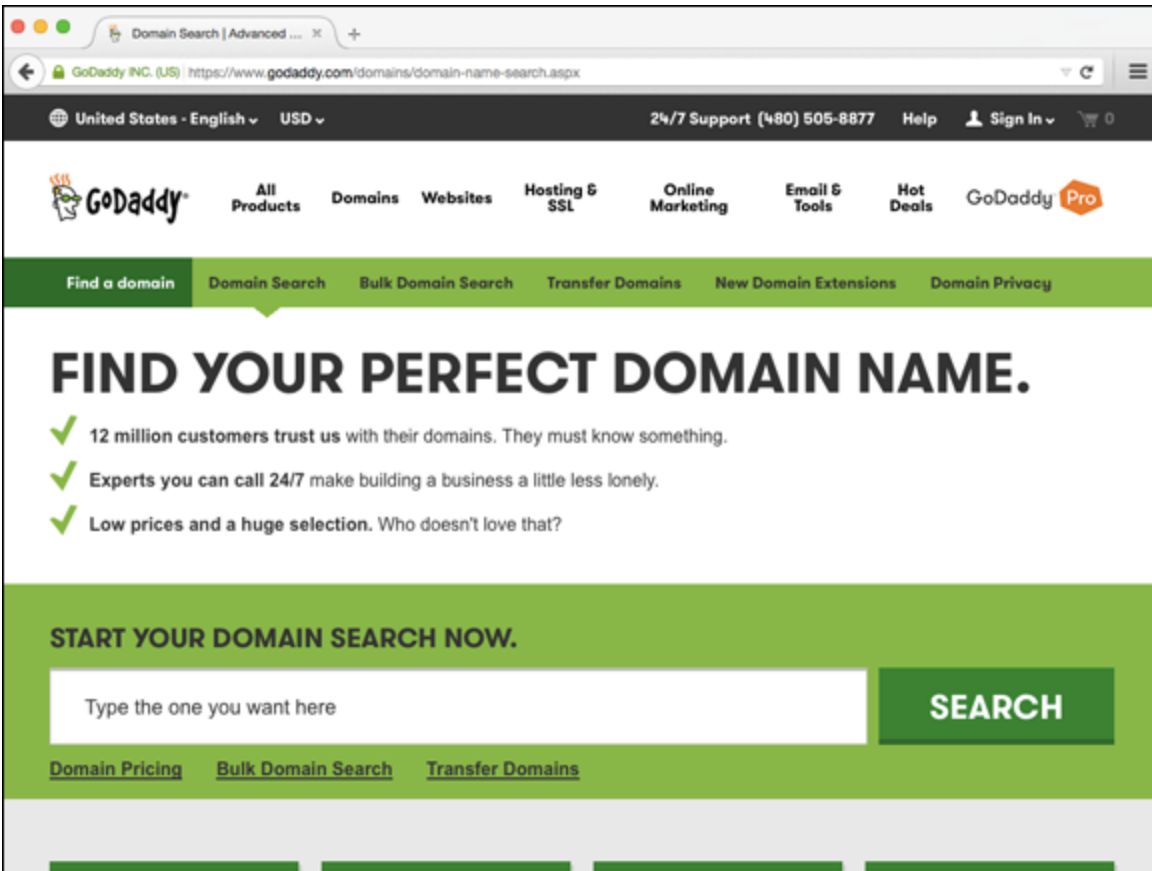 Domain Search | Advanced ...
GoDaddy INC. (US) https://www.godaddy.com/domains/domain-name-search.aspx
United States - English USD 24/7 Support (480) 505-8877 Help Sign In 0
GoDaddy All Products Domains Websites Hosting & SSL Online Marketing Email & Tools Hot Deals GoDaddy Pro
Find a domain Domain Search Bulk Domain Search Transfer Domains New Domain Extensions Domain Privacy
FIND YOUR PERFECT DOMAIN NAME.
12 million customers trust us with their domains. They must know something.
Experts you can call 24/7 make building a business a little less lonely.
Low prices and a huge selection. Who doesn't love that?
START YOUR DOMAIN SEARCH NOW.
Type the one you want here SEARCH
Domain Pricing Bulk Domain Search Transfer Domains